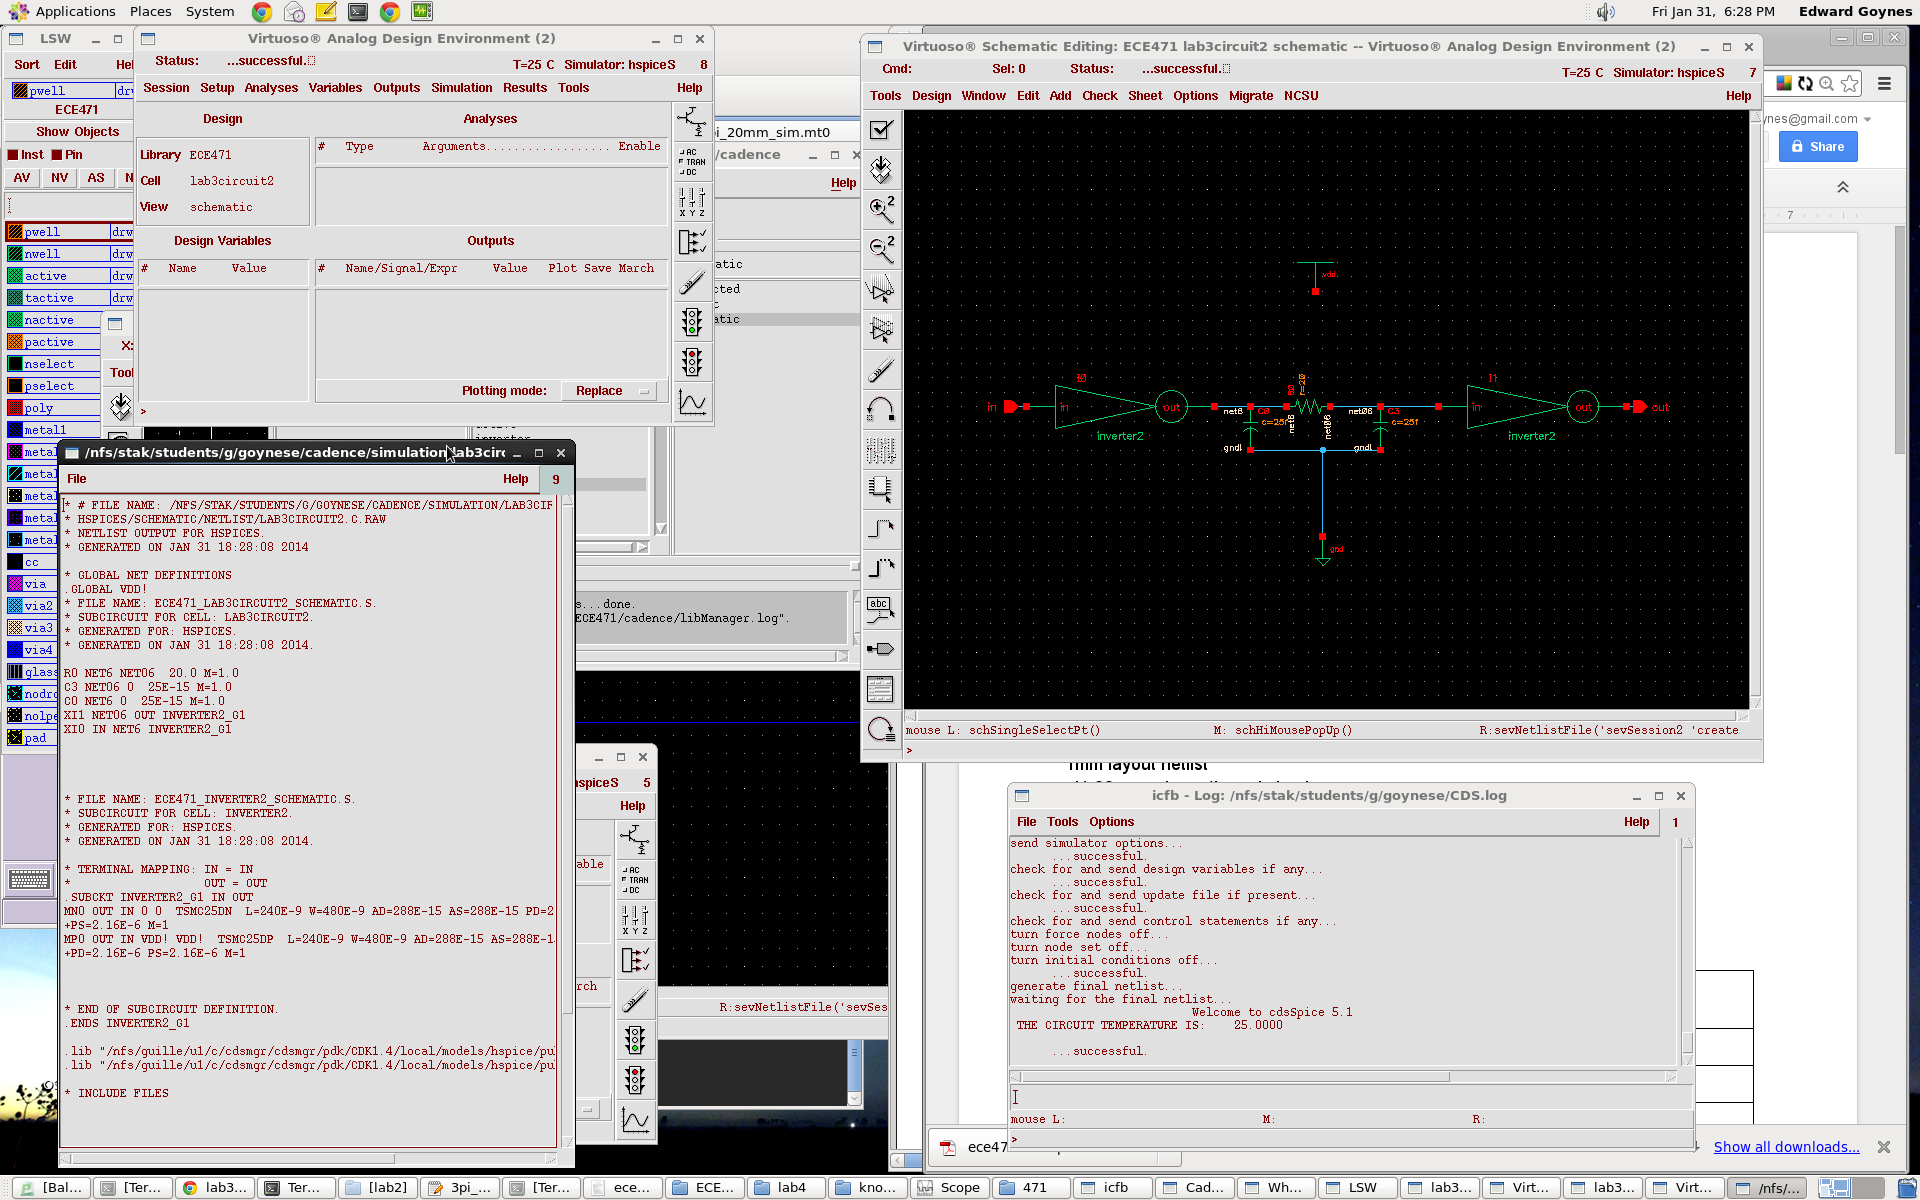 Applications Places System
Fri Jan 31, 6:28 PM Edward Goynes
LSW
Sort Edit Hel
pwell drw
ECE471
Show Objects
Inst Pin
AV NV AS N
pwell drw
nwell drw
active drw
tactive drw
nactive
pactive
nselect
pselect
poly
metal1
metal
metal
metal
metal
metal
cc
via
via2
via3
via4
glass
nodrc
nolpe
pad
X:
Tool
Virtuoso® Analog Design Environment (2)
Status: ...successful. T=25 C Simulator: hspiceS 8
Session Setup Analyses Variables Outputs Simulation Results Tools Help
Design
Library ECE471
Cell lab3circuit2
View schematic
Analyses
# Type Arguments.................. Enable
Design Variables
# Name Value
Outputs
# Name/Signal/Expr Value Plot Save March
Plotting mode: Replace
>
AC
TRAN
DC
X Y Z
pi_20mm_sim.mt0
/cadence
Help
atic
cted
t
atic
s...done.
ECE471/cadence/libManager.log".
/nfs/stak/students/g/goynese/cadence/simulation/lab3circ
File Help 9
* # FILE NAME: /NFS/STAK/STUDENTS/G/GOYNESE/CADENCE/SIMULATION/LAB3CIR
* HSPICES/SCHEMATIC/NETLIST/LAB3CIRCUIT2.C.RAW
* NETLIST OUTPUT FOR HSPICES.
* GENERATED ON JAN 31 18:28:08 2014
* GLOBAL NET DEFINITIONS
.GLOBAL VDD!
* FILE NAME: ECE471_LAB3CIRCUIT2_SCHEMATIC.S.
* SUBCIRCUIT FOR CELL: LAB3CIRCUIT2.
* GENERATED FOR: HSPICES.
* GENERATED ON JAN 31 18:28:08 2014.
R0 NET6 NET06 20.0 M=1.0
C3 NET06 0 25E-15 M=1.0
C0 NET6 0 25E-15 M=1.0
XI1 NET06 OUT INVERTER2_G1
XI0 IN NET6 INVERTER2_G1
* FILE NAME: ECE471_INVERTER2_SCHEMATIC.S.
* SUBCIRCUIT FOR CELL: INVERTER2.
* GENERATED FOR: HSPICES.
* GENERATED ON JAN 31 18:28:08 2014.
* TERMINAL MAPPING: IN = IN
* OUT = OUT
.SUBCKT INVERTER2_G1 IN OUT
MN0 OUT IN 0 0 TSMC25DN L=240E-9 W=480E-9 AD=288E-15 AS=288E-15 PD=2
+PS=2.16E-6 M=1
MP0 OUT IN VDD! VDD! TSMC25DP L=240E-9 W=480E-9 AD=288E-15 AS=288E-1
+PD=2.16E-6 PS=2.16E-6 M=1
* END OF SUBCIRCUIT DEFINITION.
.ENDS INVERTER2_G1
.lib "/nfs/guille/u1/c/cdsmgr/cdsmgr/pdk/CDK1.4/local/models/hspice/pu
.lib "/nfs/guille/u1/c/cdsmgr/cdsmgr/pdk/CDK1.4/local/models/hspice/pu
* INCLUDE FILES
spiceS 5
Help
able
rch
AC
TRAN
DC
X Y Z
R:sevNetlistFile('sevSes
Virtuoso® Schematic Editing: ECE471 lab3circuit2 schematic -- Virtuoso® Analog Design Environment (2)
Cmd: Sel: 0 Status: ...successful. T=25 C Simulator: hspiceS 7
Tools Design Window Edit Add Check Sheet Options Migrate NCSU Help
2
2
abc
vdd
in
I0
in
out
inverter2
net6
C0
c=25f
gnd!
R0
r=20
net6
net06
net06
C3
c=25f
gnd!
gnd
I1
in
out
inverter2
out
mouse L: schSingleSelectPt() M: schHiMousePopUp() R:sevNetlistFile('sevSession2 'create
>
ynes@gmail.com
Share
7
1mm layout netlist
icfb - Log: /nfs/stak/students/g/goynese/CDS.log
File Tools Options Help 1
send simulator options...
...successful.
check for and send design variables if any...
...successful.
check for and send update file if present...
...successful.
check for and send control statements if any...
turn force nodes off...
turn node set off...
turn initial conditions off...
...successful.
generate final netlist...
waiting for the final netlist...
Welcome to cdsSpice 5.1
THE CIRCUIT TEMPERATURE IS: 25.0000
...successful.
mouse L: M: R:
>
ece47
Show all downloads...
[Bal... [Ter... lab3... Ter... [lab2] 3pi_... [Ter... ece... ECE... lab4 kno... Scope 471 icfb Cad... Wh... LSW lab3... Virt... lab3... Virt... /nfs/...